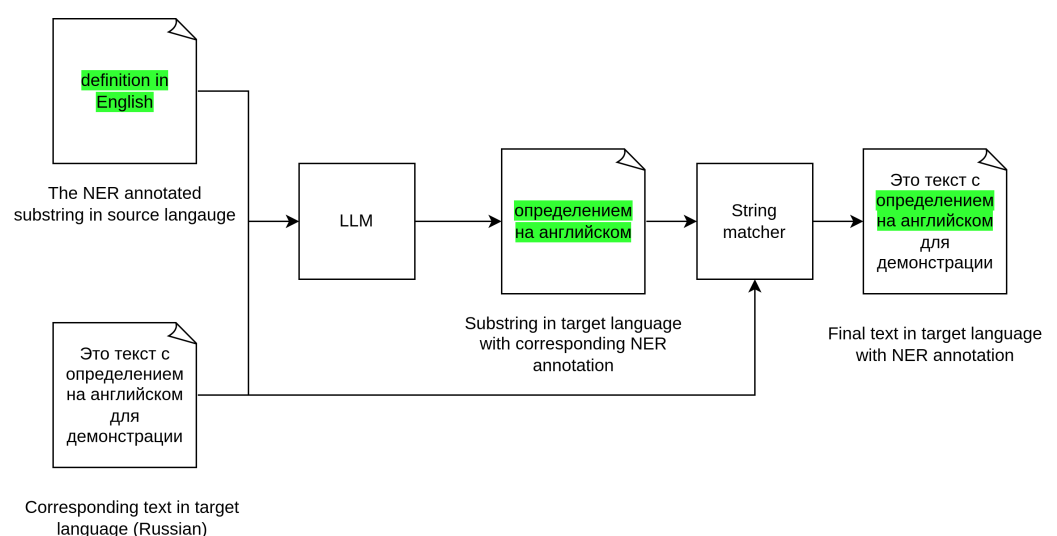 definition in
English
The NER annotated
substring in source langauge
LLM
определением
на английском
String
matcher
Это текст с
определением
на английском
для
демонстрации
Substring in target language
with corresponding NER
annotation
Final text in target language
with NER annotation
Это текст с
определением
на английском
для
демонстрации
Corresponding text in target
language (Russian)